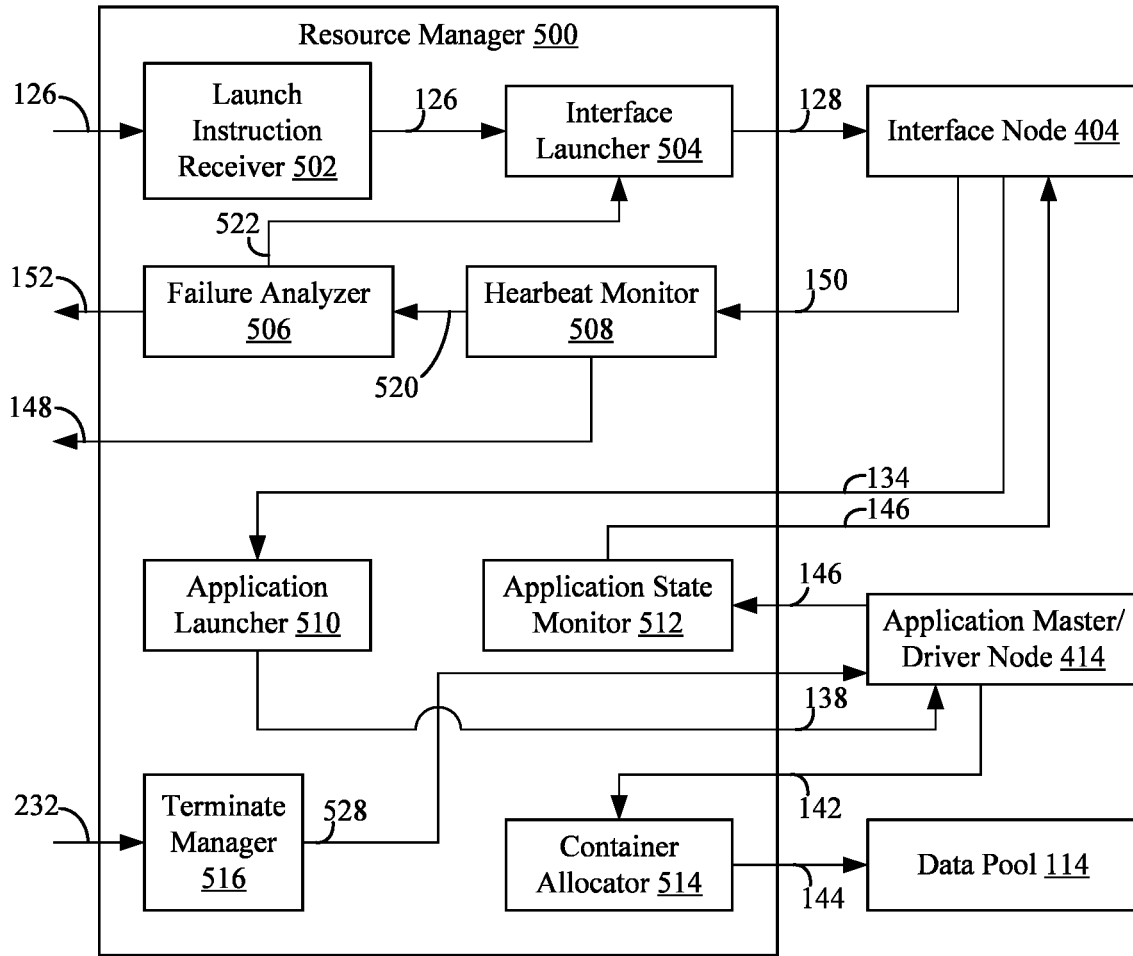 Resource Manager 500
126
Launch
Instruction
Receiver 502
126
Interface
Launcher 504
128
Interface Node 404
522
152
Failure Analyzer
506
520
Hearbeat Monitor
508
150
148
134
146
Application
Launcher 510
Application State
Monitor 512
146
Application Master/
Driver Node 414
138
232
Terminate
Manager
516
528
142
Container
Allocator 514
144
Data Pool 114